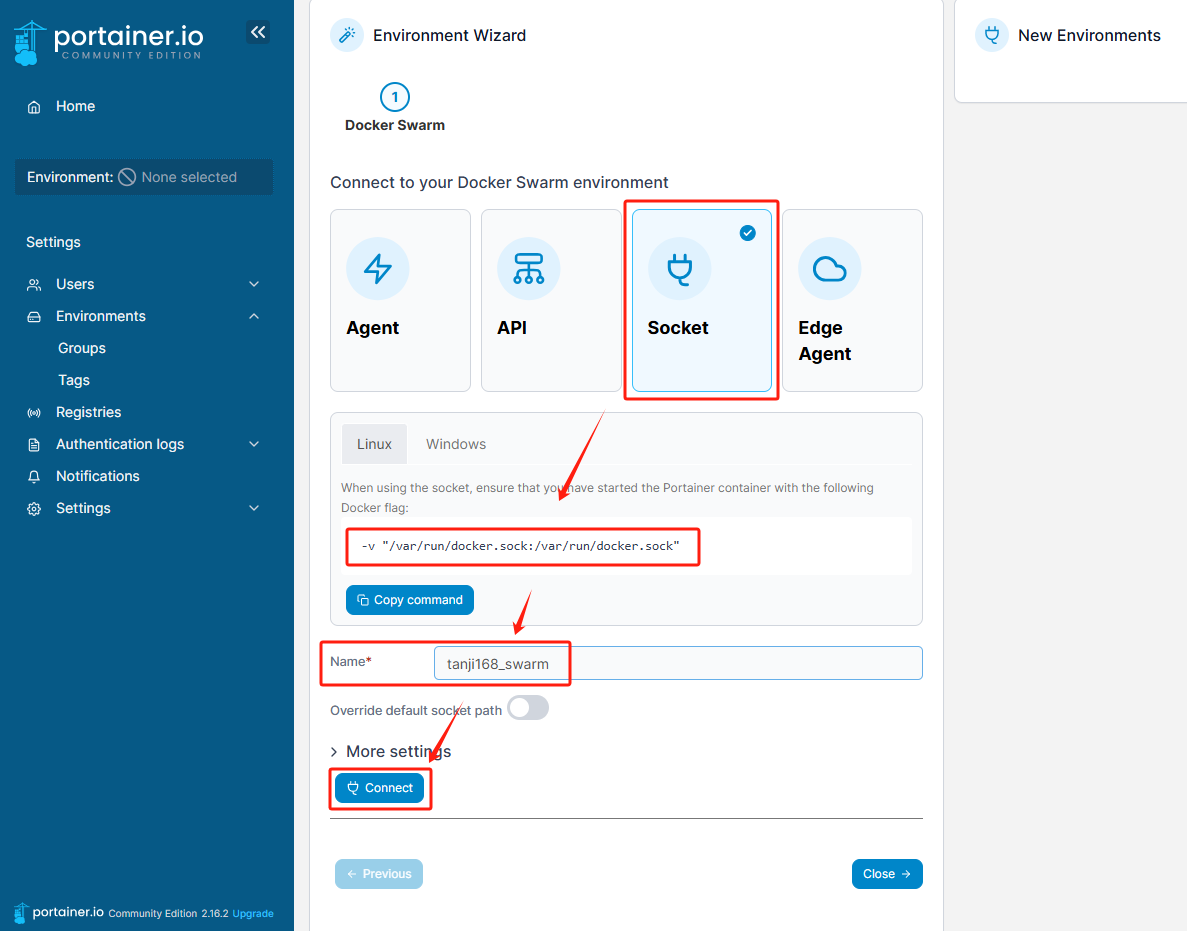 portainer.io
COMMUNITY EDITION
Home
Environment: None selected
Settings
Users
Environments
Groups
Tags
Registries
Authentication logs
Notifications
Settings
portainer.io Community Edition 2.16.2 Upgrade
Environment Wizard
1
Docker Swarm
Connect to your Docker Swarm environment
Agent
API
Socket
Edge
Agent
Linux Windows
When using the socket, ensure that you have started the Portainer container with the following
Docker flag:
-v "/var/run/docker.sock:/var/run/docker.sock"
Copy command
Name* tanji168_swarm
Override default socket path
More settings
Connect
Previous
Close
New Environments